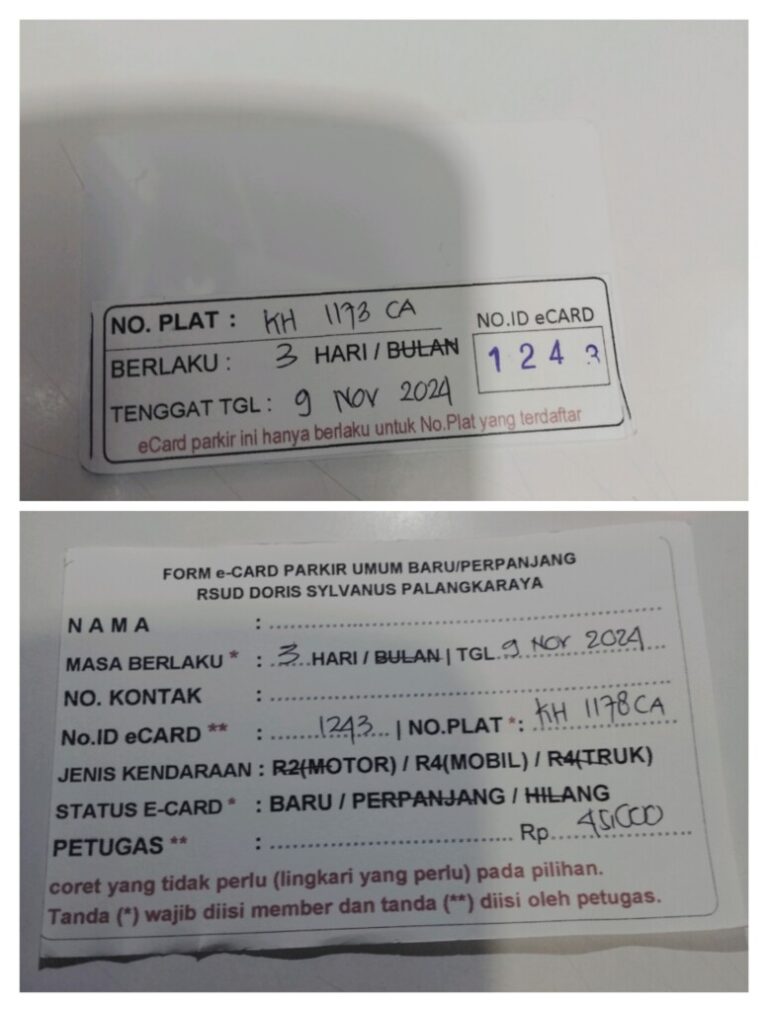 NO. PLAT : KH 1173 CA
NO.ID eCARD
BERLAKU : 3 HARI / BULAN
1 2 4 3
TENGGAT TGL : 9 NOV 2024
eCard parkir ini hanya berlaku untuk No.Plat yang terdaftar
FORM e-CARD PARKIR UMUM BARU/PERPANJANG
RSUD DORIS SYLVANUS PALANGKARAYA
N A M A :
MASA BERLAKU * : 3 HARI / BULAN | TGL 9 NOV 2024
NO. KONTAK :
No.ID eCARD ** : 1243 | NO.PLAT *: KH 1178 CA
JENIS KENDARAAN : R2(MOTOR) / R4(MOBIL) / R4(TRUK)
STATUS E-CARD * : BARU / PERPANJANG / HILANG
PETUGAS ** : Rp 45000
coret yang tidak perlu (lingkari yang perlu) pada pilihan.
Tanda (*) wajib diisi member dan tanda (**) diisi oleh petugas.